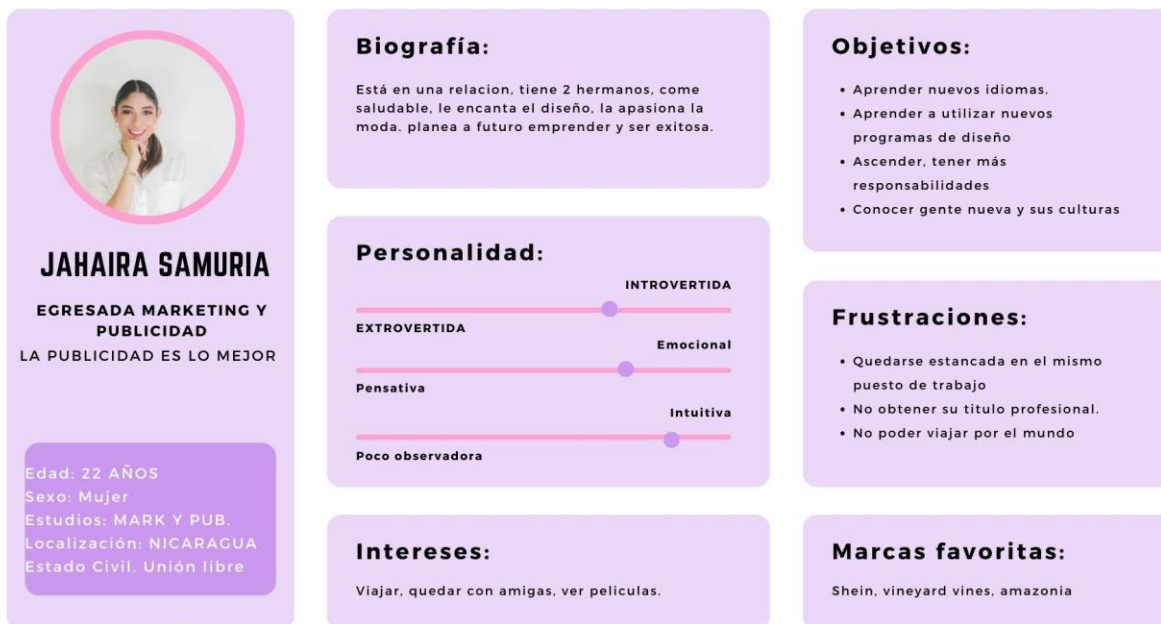 JAHAIRA SAMURIA
EGRESADA MARKETING Y
PUBLICIDAD
LA PUBLICIDAD ES LO MEJOR
Edad: 22 AÑOS
Sexo: Mujer
Estudios: MARK Y PUB.
Localización: NICARAGUA
Estado Civil. Unión libre
Biografía:
Está en una relacion, tiene 2 hermanos, come
saludable, le encanta el diseño, la apasiona la
moda. planea a futuro emprender y ser exitosa.
Personalidad:
INTROVERTIDA
EXTROVERTIDA
Emocional
Pensativa
Intuitiva
Poco observadora
Intereses:
Viajar, quedar con amigas, ver peliculas.
Objetivos:
• Aprender nuevos idiomas.
• Aprender a utilizar nuevos
programas de diseño
• Ascender, tener más
responsabilidades
• Conocer gente nueva y sus culturas
Frustraciones:
• Quedarse estancada en el mismo
puesto de trabajo
• No obtener su titulo profesional.
• No poder viajar por el mundo
Marcas favoritas:
Shein, vineyard vines, amazonia